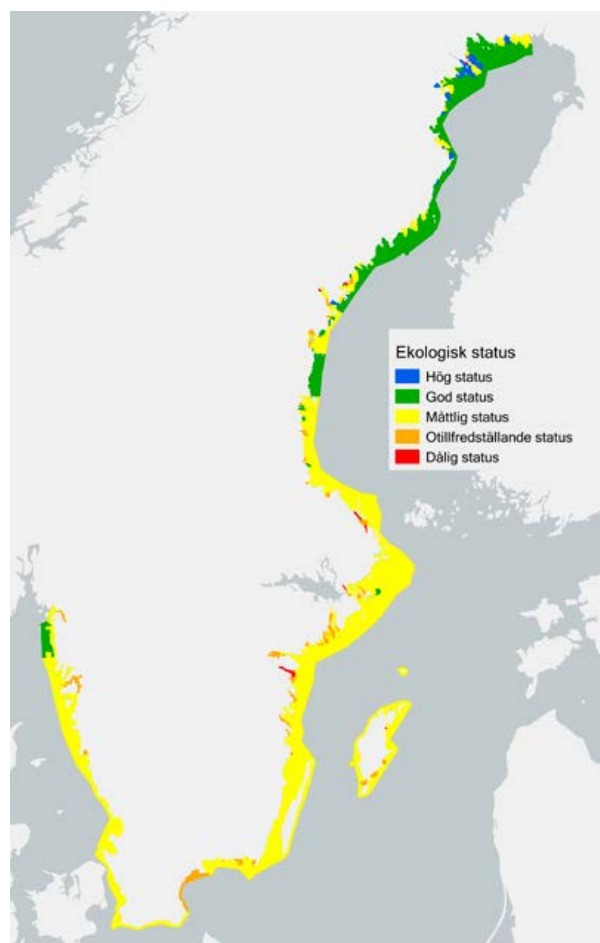 Ekologisk status
Hög status
God status
Måttlig status
Otillfredställande status
Dålig status